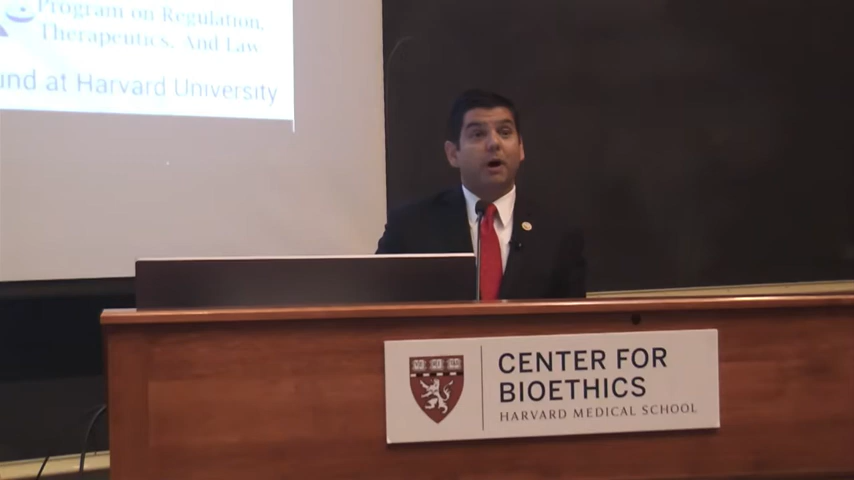 Program on Regulation,
Therapeutics, And Law
und at Harvard University
CENTER FOR
BIOETHICS
HARVARD MEDICAL SCHOOL